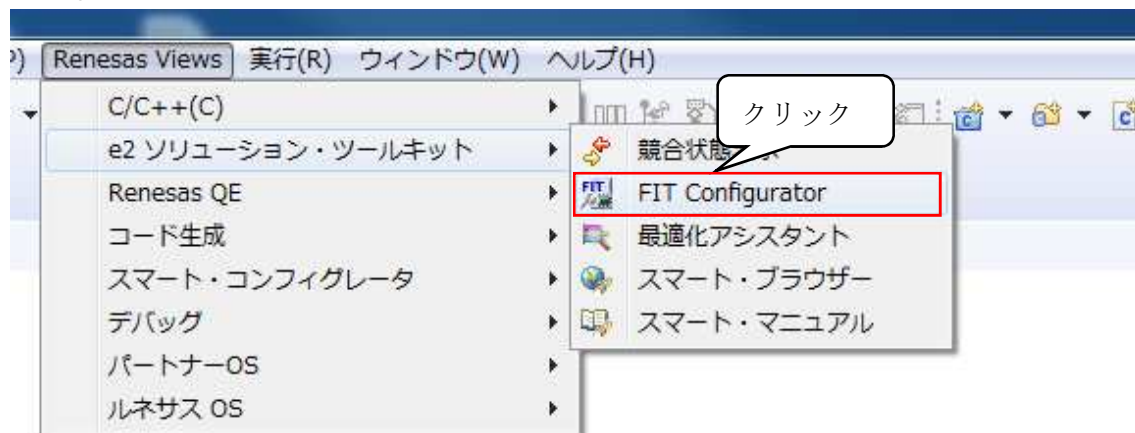 Renesas Views 実行(R) ウィンドウ(W) ヘルプ(H)
C/C++(C)
クリック
e2 ソリューション・ツールキット
競合状態
Renesas QE
FIT Configurator
コード生成
最適化アシスタント
スマート・コンフィグレータ
スマート・ブラウザー
デバッグ
スマート・マニュアル
パートナーOS
ルネサス OS